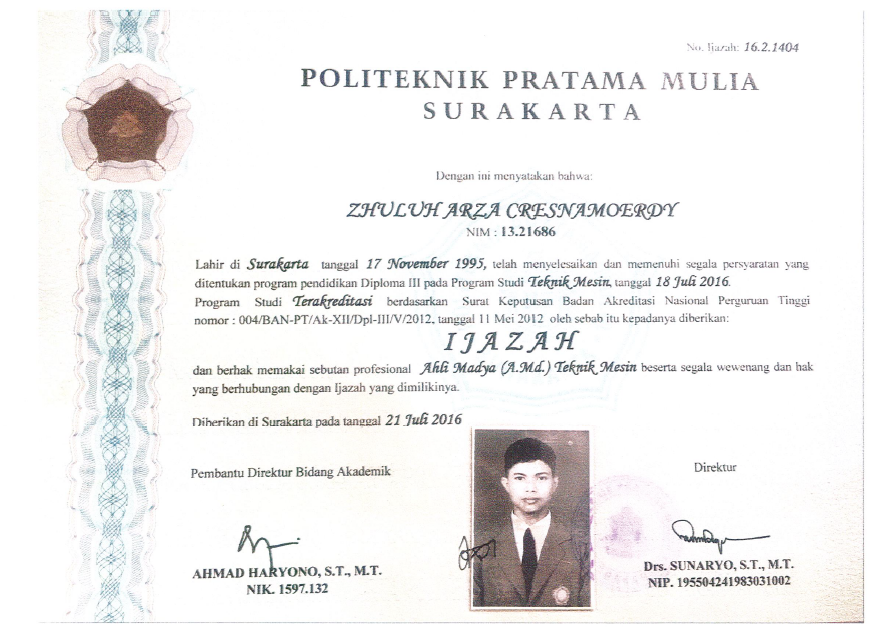 No. Ijazah: 16.2.1404
POLITEKNIK PRATAMA MULIA
SURAKARTA
Dengan ini menyatakan bahwa:
ZHULUH ARZA CRESNAMOERDY
NIM : 13.21686
Lahir di Surakarta tanggal 17 November 1995, telah menyelesaikan dan memenuhi segala persyaratan yang
ditentukan program pendidikan Diploma III pada Program Studi Teknik Mesin, tanggal 18 Juli 2016.
Program Studi Terakreditasi berdasarkan Surat Keputusan Badan Akreditasi Nasional Perguruan Tinggi
nomor : 004/BAN-PT/Ak-XII/Dpl-III/V/2012, tanggal 11 Mei 2012 oleh sebab itu kepadanya diberikan:
IJAZAH
dan berhak memakai sebutan profesional Ahli Madya (A.Md.) Teknik Mesin beserta segala wewenang dan hak
yang berhubungan dengan Ijazah yang dimilikinya.
Diberikan di Surakarta pada tanggal 21 Juli 2016
Pembantu Direktur Bidang Akademik
Direktur
AHMAD HARYONO, S.T., M.T.
NIK. 1597.132
Drs. SUNARYO, S.T., M.T.
NIP. 195504241983031002